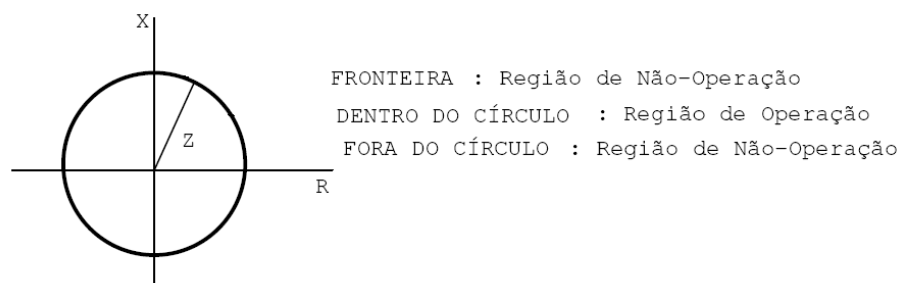 X
FRONTEIRA : Região de Não-Operação
DENTRO DO CÍRCULO : Região de Operação
Z
FORA DO CÍRCULO : Região de Não-Operação
R